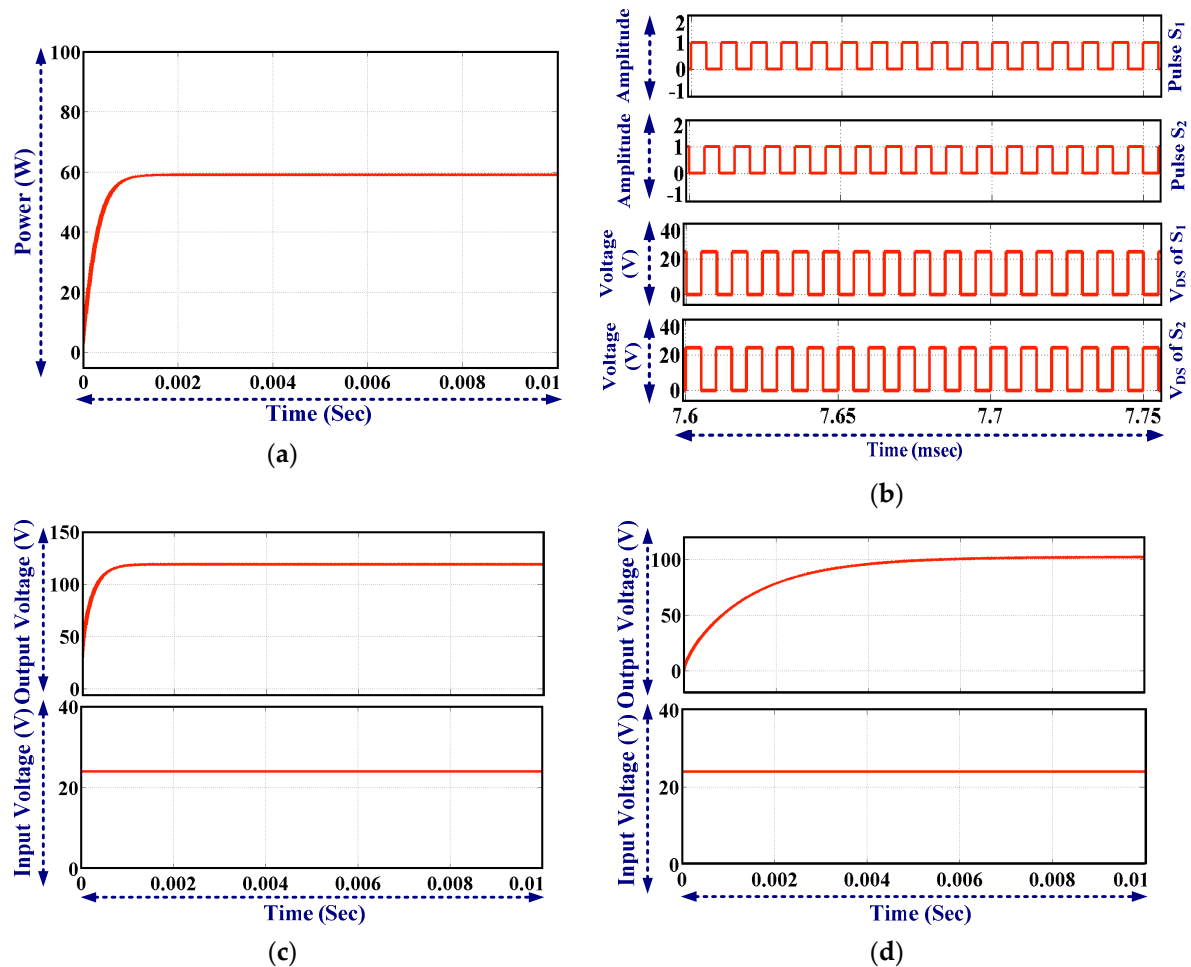 Power (W)
100
80
60
40
20
0
0 0.002 0.004 0.006 0.008 0.01
Time (Sec)
(a)
Amplitude
2
1
0
-1
Pulse S1
Amplitude
2
1
0
-1
Pulse S2
Voltage
(V)
40
20
0
VDS of S1
Voltage
(V)
40
20
0
VDS of S2
7.6 7.65 7.7 7.75
Time (msec)
(b)
Output Voltage (V)
150
100
50
0
Input Voltage (V)
40
20
0
0.002 0.004 0.006 0.008 0.01
Time (Sec)
(c)
Output Voltage (V)
100
50
0
Input Voltage (V)
40
20
0
0 0.002 0.004 0.006 0.008 0.01
Time (Sec)
(d)